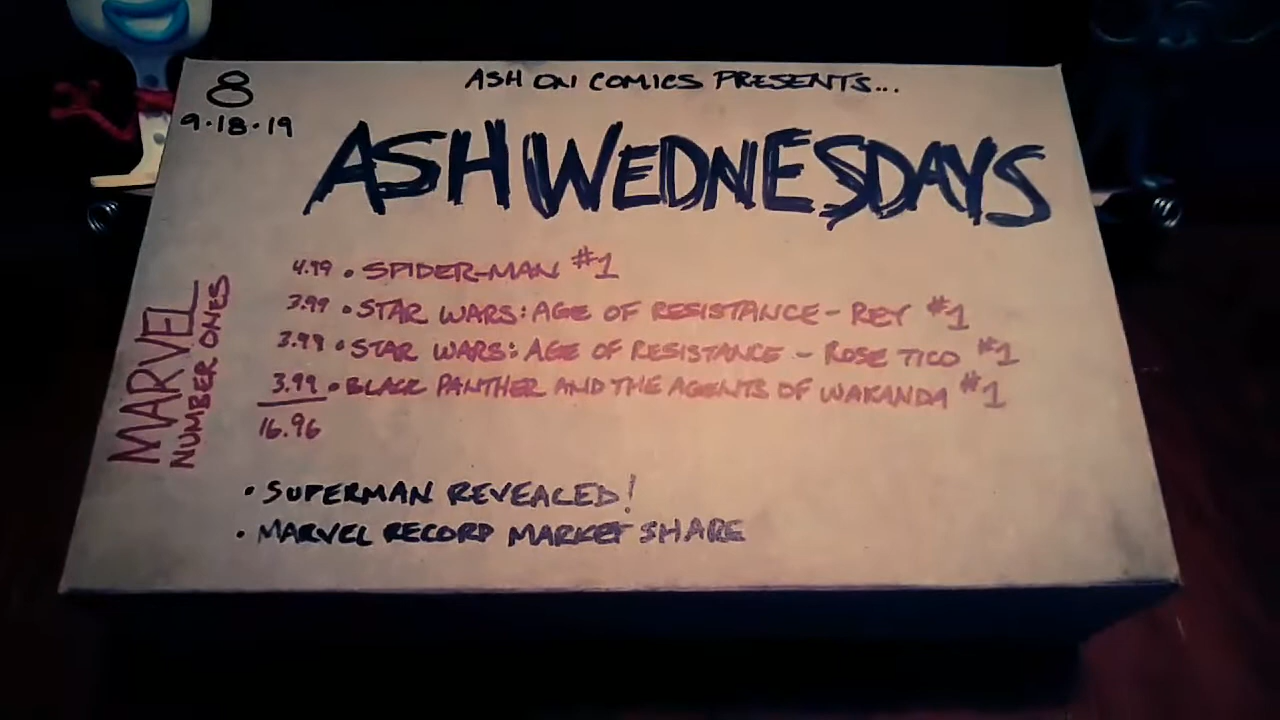 8
9·18·19
ASH ON COMICS PRESENTS...
ASH WEDNESDAYS
MARVEL
NUMBER ONES
4.99 • SPIDER-MAN #1
3.99 • STAR WARS: AGE OF RESISTANCE - REY #1
3.99 • STAR WARS: AGE OF RESISTANCE - ROSE TICO #1
3.99 • BLACK PANTHER AND THE AGENTS OF WAKANDA #1
16.96
• SUPERMAN REVEALED!
• MARVEL RECORD MARKET SHARE